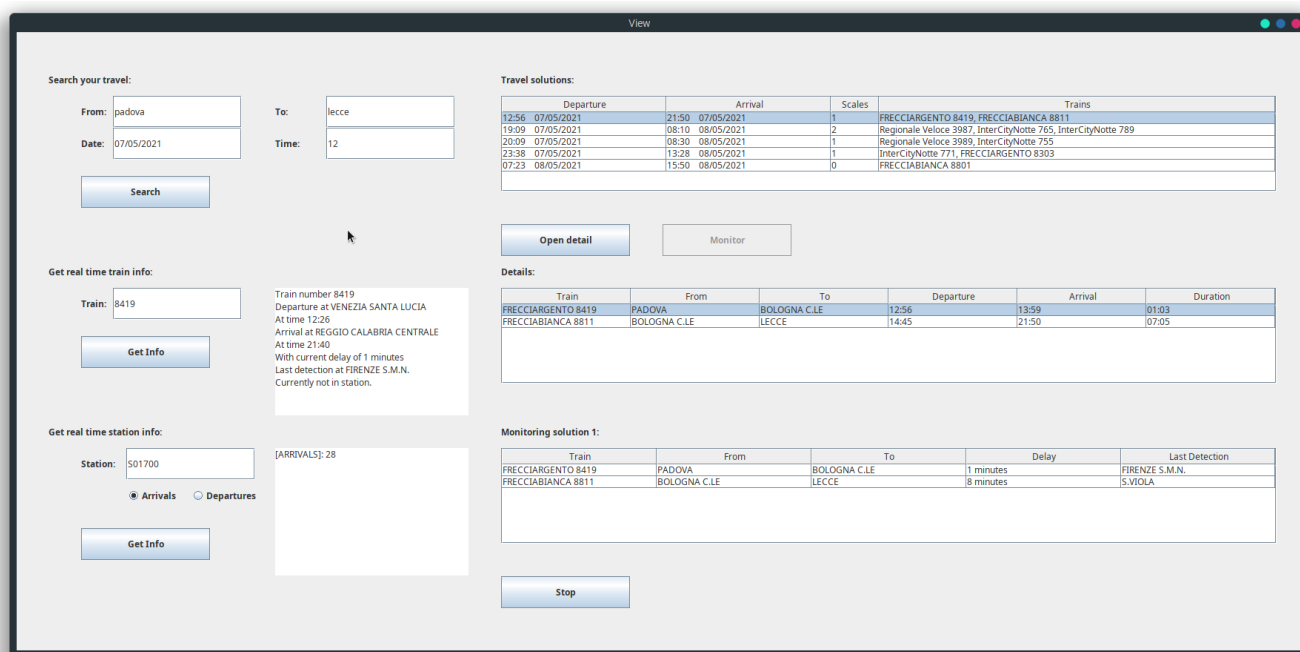 View
Search your travel:
From: padova To: lecce
Date: 07/05/2021 Time: 12
Search
Travel solutions:
Departure Arrival Scales Trains
12:56 07/05/2021 21:50 07/05/2021 1 FRECCIARGENTO 8419, FRECCIABIANCA 8811
19:09 07/05/2021 08:10 08/05/2021 2 Regionale Veloce 3987, InterCityNotte 765, InterCityNotte 789
20:09 07/05/2021 08:30 08/05/2021 1 Regionale Veloce 3989, InterCityNotte 755
23:38 07/05/2021 13:28 08/05/2021 1 InterCityNotte 771, FRECCIARGENTO 8303
07:23 08/05/2021 15:50 08/05/2021 0 FRECCIABIANCA 8801
Open detail Monitor
Get real time train info:
Train: 8419
Get Info
Train number 8419
Departure at VENEZIA SANTA LUCIA
At time 12:26
Arrival at REGGIO CALABRIA CENTRALE
At time 21:40
With current delay of 1 minutes
Last detection at FIRENZE S.M.N.
Currently not in station.
Details:
Train From To Departure Arrival Duration
FRECCIARGENTO 8419 PADOVA BOLOGNA C.LE 12:56 13:59 01:03
FRECCIABIANCA 8811 BOLOGNA C.LE LECCE 14:45 21:50 07:05
Get real time station info:
Station: S01700
Arrivals Departures
Get Info
[ARRIVALS]: 28
Monitoring solution 1:
Train From To Delay Last Detection
FRECCIARGENTO 8419 PADOVA BOLOGNA C.LE 1 minutes FIRENZE S.M.N.
FRECCIABIANCA 8811 BOLOGNA C.LE LECCE 8 minutes S.VIOLA
Stop